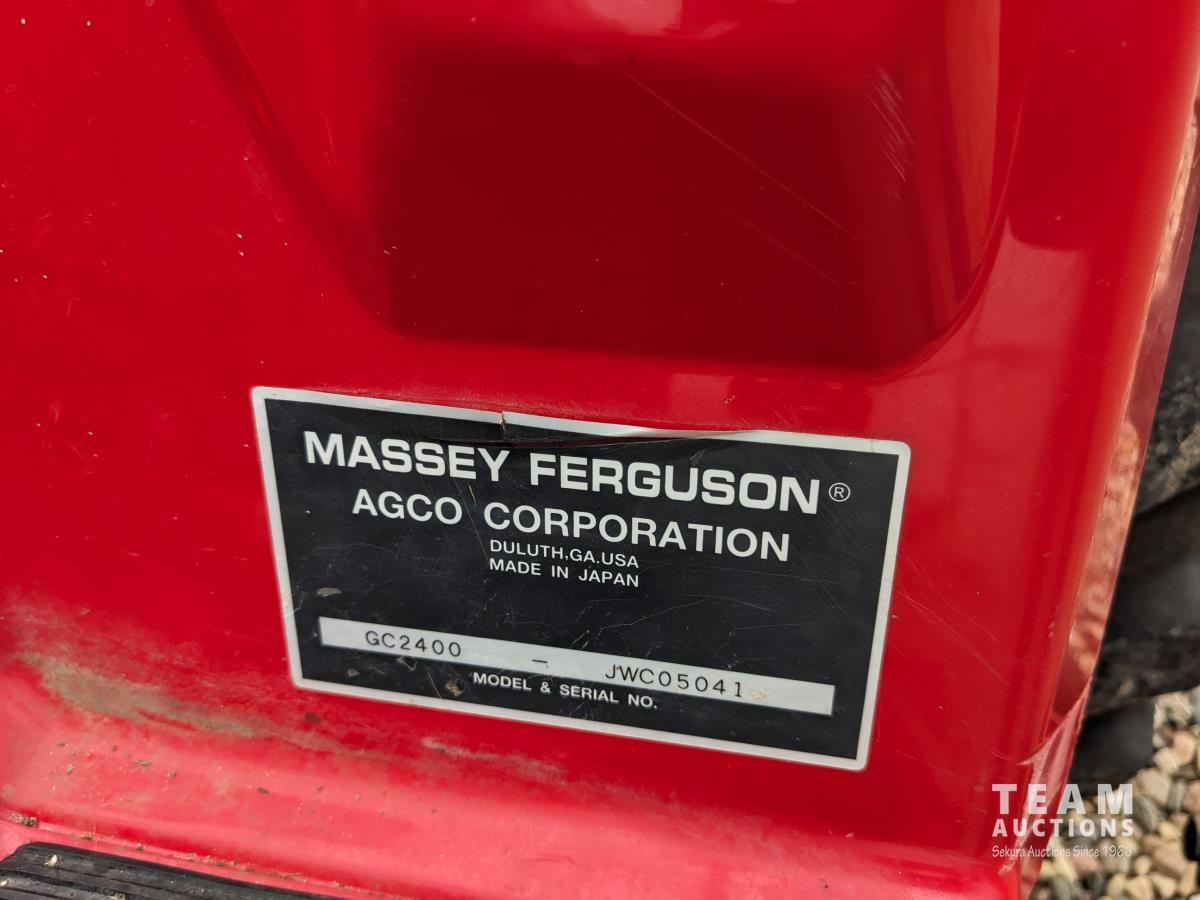 MASSEY FERGUSON®
AGCO CORPORATION
DULUTH,GA.USA
MADE IN JAPAN
GC2400 - JWC05041
MODEL & SERIAL NO.
TEAM
AUCTIONS
Sekura Auctions Since 1966